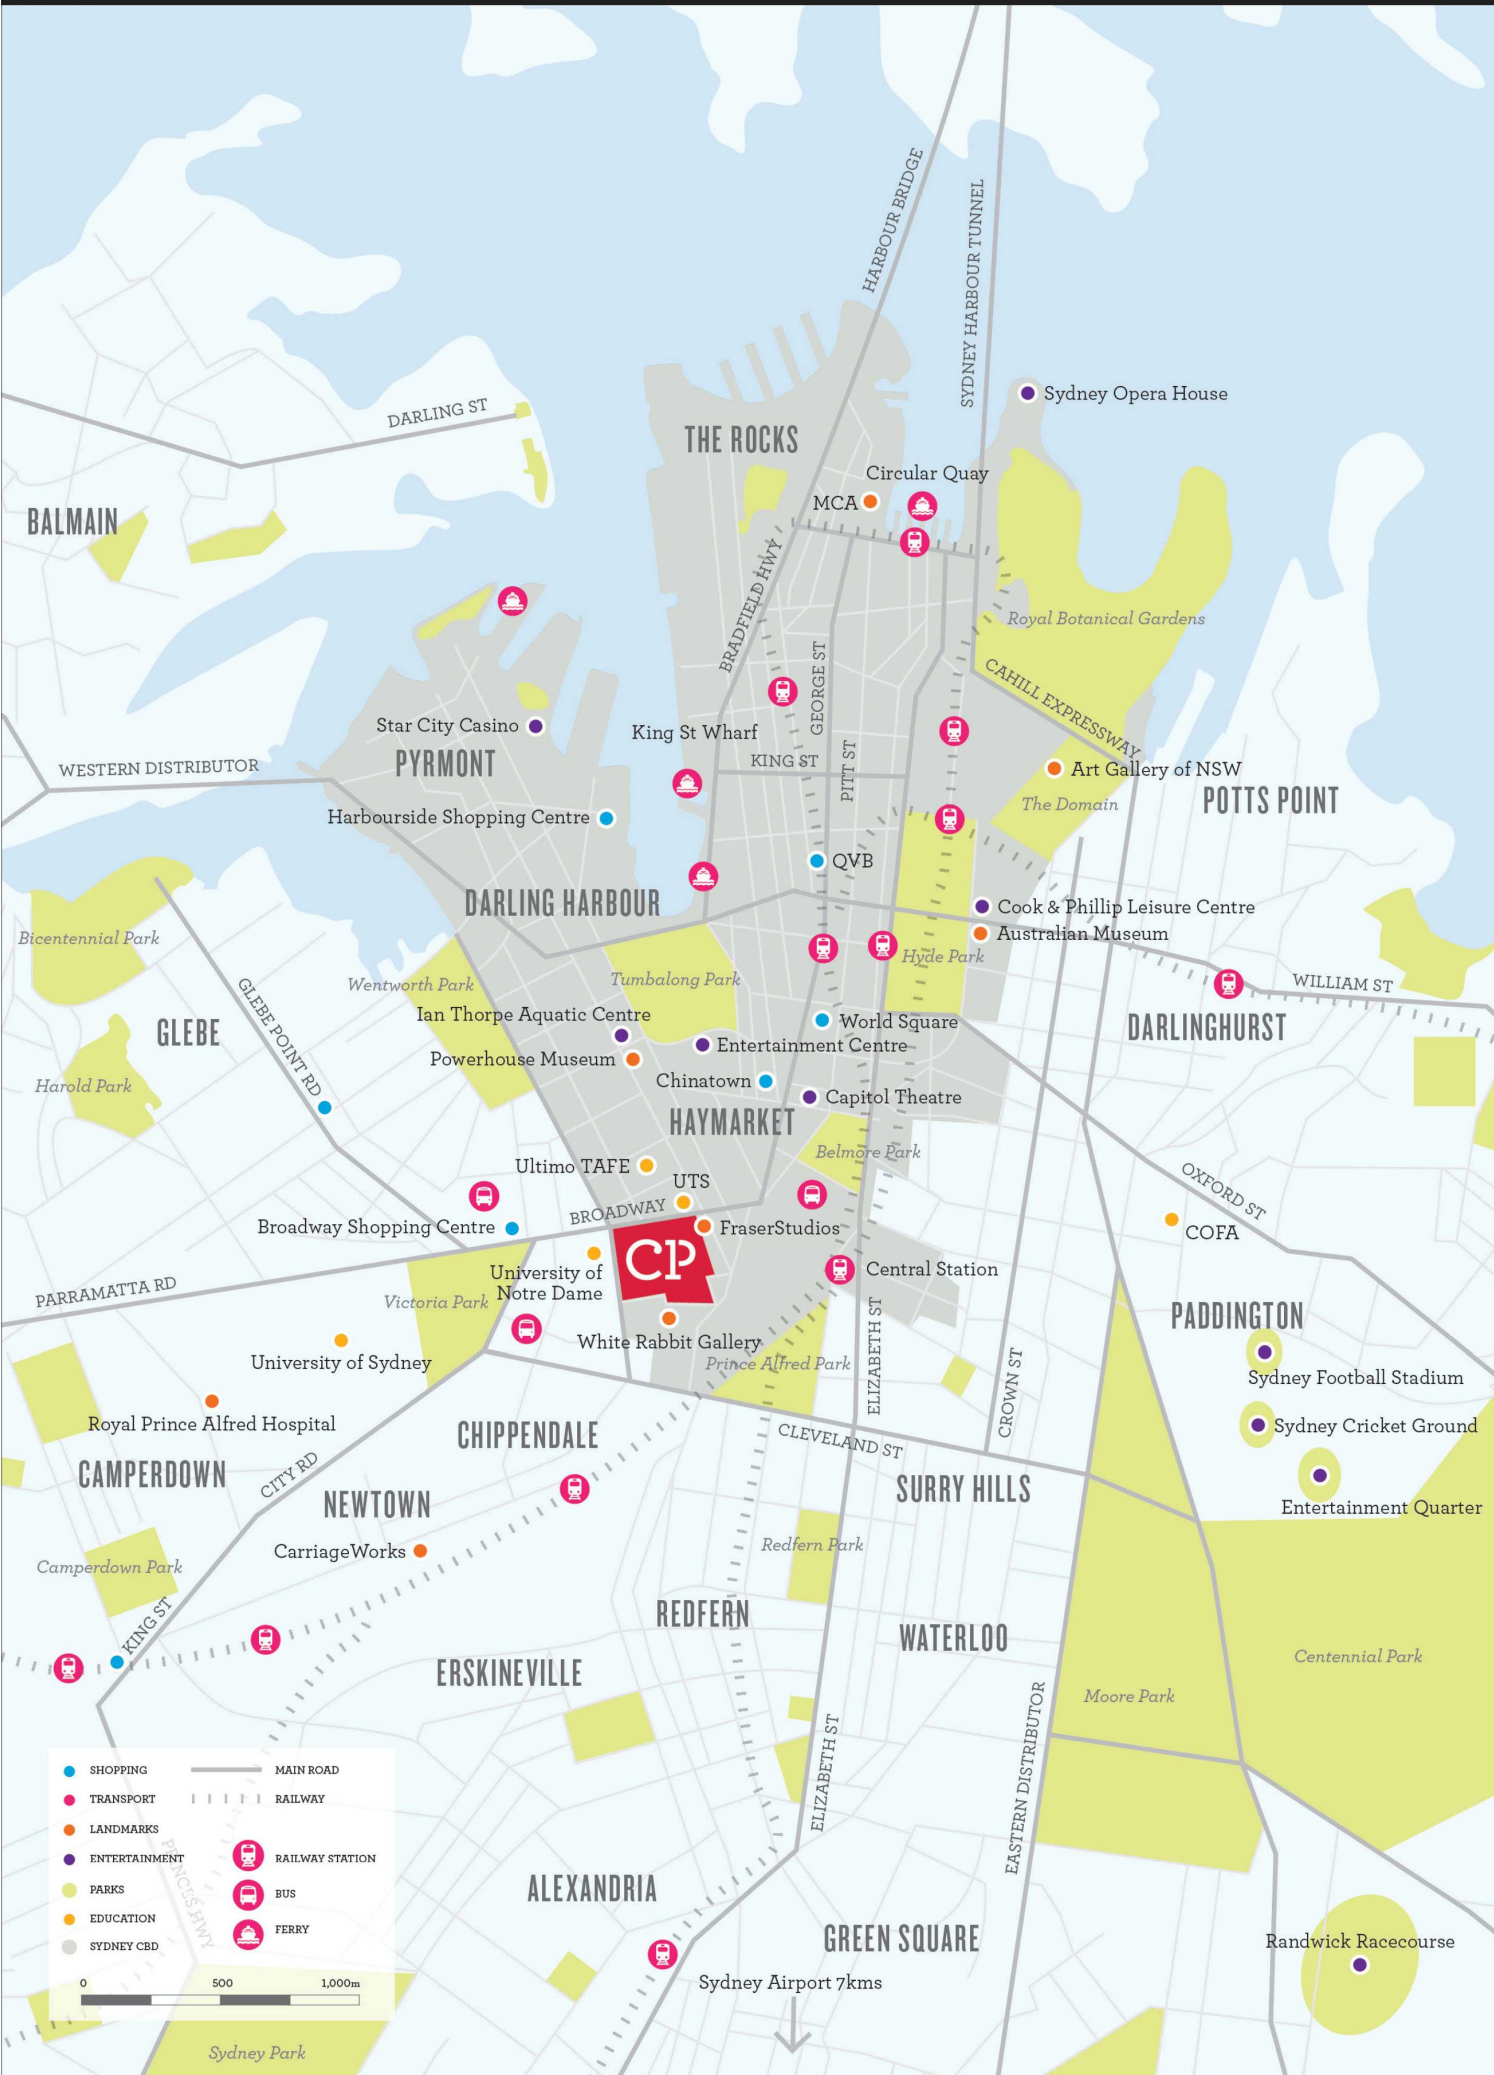 HARBOUR BRIDGE
SYDNEY HARBOUR TUNNEL
Sydney Opera House
DARLING ST
THE ROCKS
Circular Quay
MCA
BALMAIN
BRADFIELD HWY
Royal Botanical Gardens
GEORGE ST
CAHILL EXPRESSWAY
Star City Casino
King St Wharf
PYRMONT
WESTERN DISTRIBUTOR
KING ST
PITT ST
Art Gallery of NSW
The Domain
POTTS POINT
Harbourside Shopping Centre
QVB
DARLING HARBOUR
Cook & Phillip Leisure Centre
Australian Museum
Bicentennial Park
Hyde Park
Wentworth Park
Tumbalong Park
WILLIAM ST
GLEBE POINT RD
Ian Thorpe Aquatic Centre
World Square
GLEBE
DARLINGHURST
Entertainment Centre
Powerhouse Museum
Harold Park
Chinatown
Capitol Theatre
HAYMARKET
Belmore Park
Ultimo TAFE
UTS
OXFORD ST
BROADWAY
Broadway Shopping Centre
FraserStudios
COFA
CP
University of
Notre Dame
Central Station
PARRAMATTA RD
Victoria Park
PADDINGTON
White Rabbit Gallery
University of Sydney
Prince Alfred Park
ELIZABETH ST
CROWN ST
Sydney Football Stadium
Royal Prince Alfred Hospital
Sydney Cricket Ground
CHIPPENDALE
CLEVELAND ST
CAMPERDOWN
CITY RD
SURRY HILLS
NEWTOWN
Entertainment Quarter
CarriageWorks
Redfern Park
Camperdown Park
KING ST
REDFERN
WATERLOO
Centennial Park
ERSKINEVILLE
Moore Park
ELIZABETH ST
EASTERN DISTRIBUTOR
SHOPPING
MAIN ROAD
TRANSPORT
RAILWAY
LANDMARKS
ENTERTAINMENT
RAILWAY STATION
PARKS
BUS
EDUCATION
FERRY
SYDNEY CBD
PRINCES HWY
0 500 1,000m
ALEXANDRIA
GREEN SQUARE
Randwick Racecourse
Sydney Airport 7kms
Sydney Park